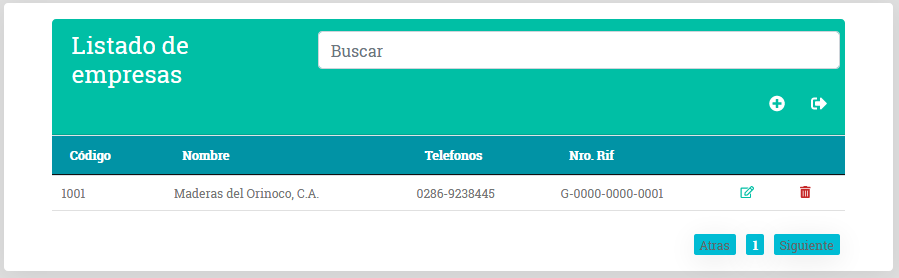 Listado de
empresas
Buscar
Código Nombre Telefonos Nro. Rif
1001 Maderas del Orinoco, C.A. 0286-9238445 G-0000-0000-0001
Atras 1 Siguiente